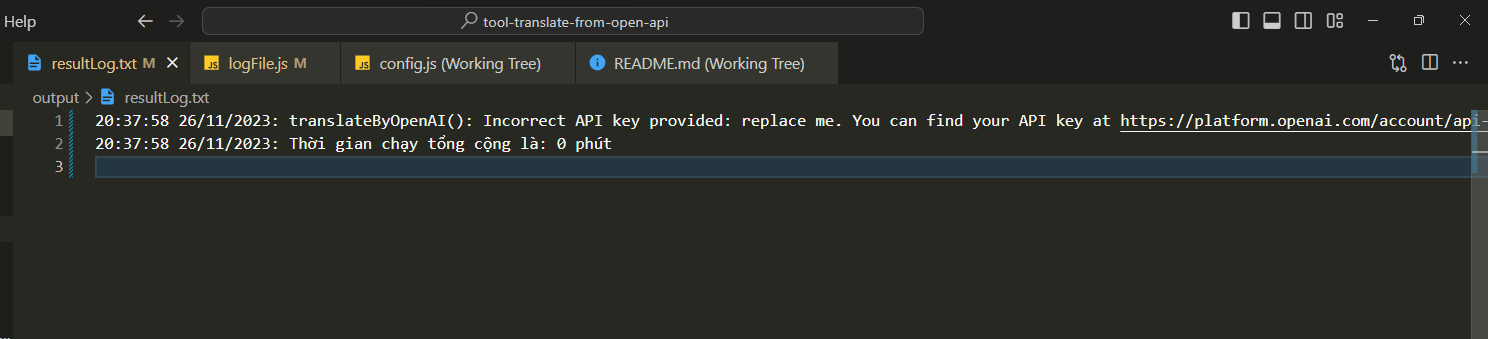 Help
tool-translate-from-open-api
resultLog.txt M
logFile.js M
config.js (Working Tree)
README.md (Working Tree)
output > resultLog.txt
1 20:37:58 26/11/2023: translateByOpenAI(): Incorrect API key provided: replace me. You can find your API key at https://platform.openai.com/account/api-
2 20:37:58 26/11/2023: Thời gian chạy tổng cộng là: 0 phút
3